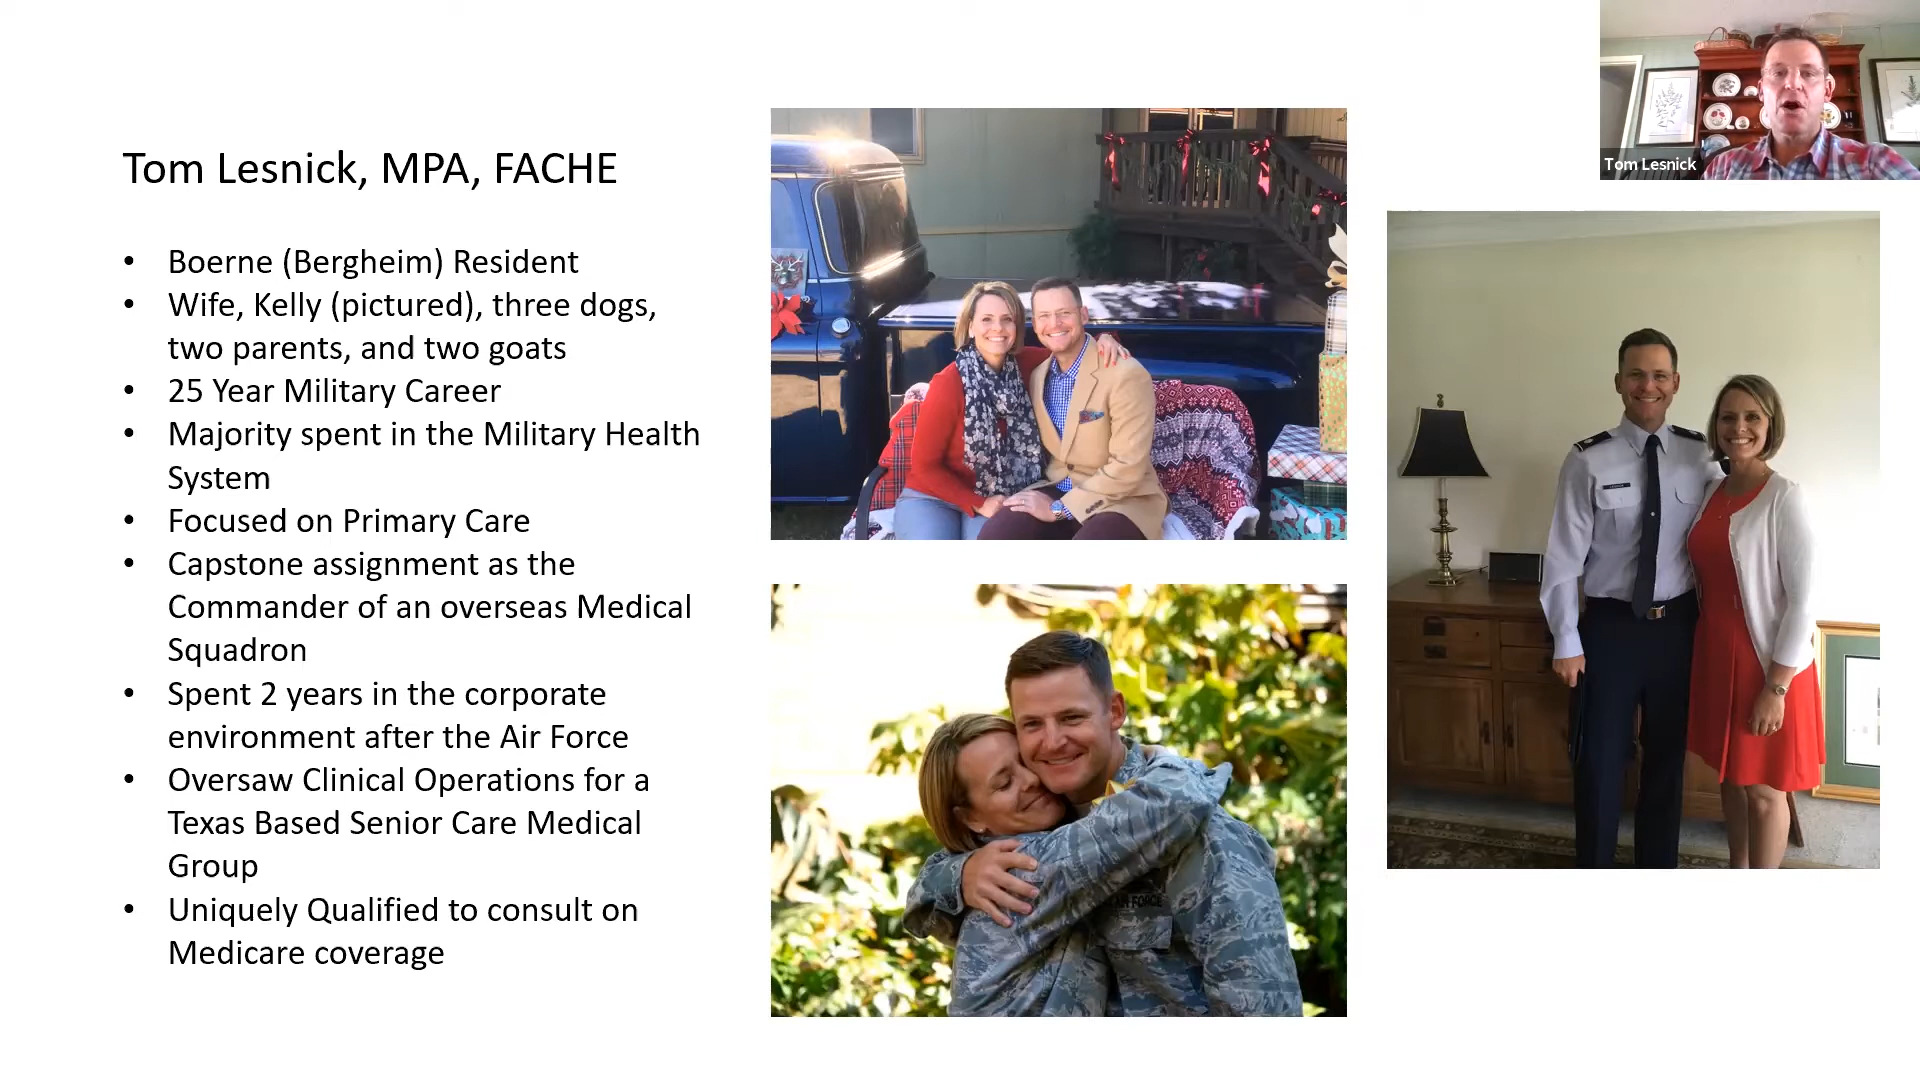 Tom Lesnick
Tom Lesnick, MPA, FACHE
• Boerne (Bergheim) Resident
• Wife, Kelly (pictured), three dogs,
two parents, and two goats
• 25 Year Military Career
• Majority spent in the Military Health
System
• Focused on Primary Care
• Capstone assignment as the
Commander of an overseas Medical
Squadron
• Spent 2 years in the corporate
environment after the Air Force
• Oversaw Clinical Operations for a
Texas Based Senior Care Medical
Group
• Uniquely Qualified to consult on
Medicare coverage